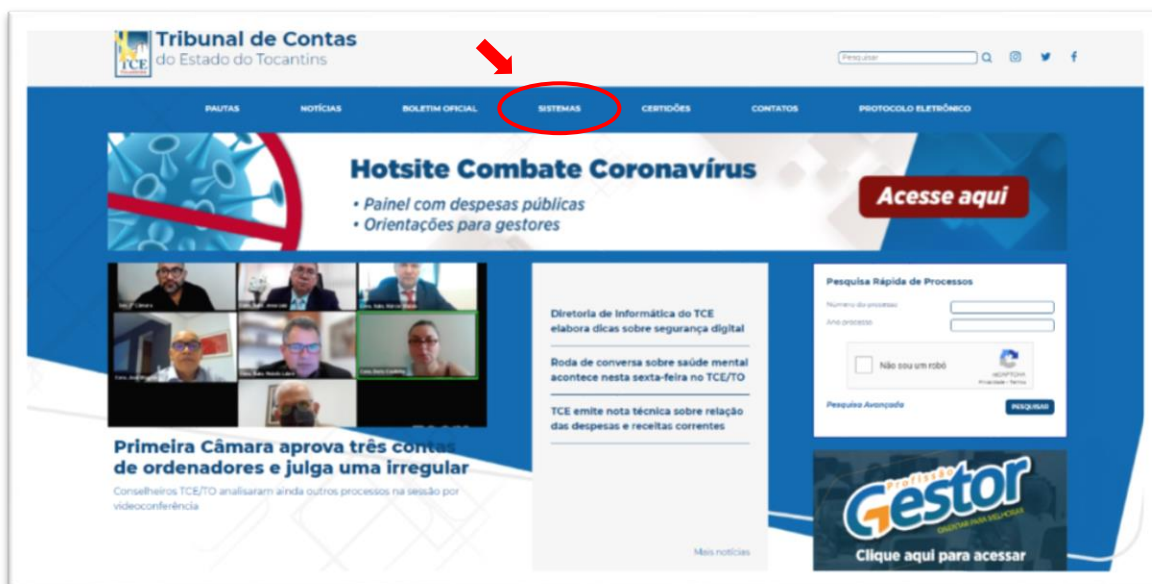 Tribunal de Contas
do Estado do Tocantins
TCE
Pesquisar
PAUTAS
NOTÍCIAS
BOLETIM OFICIAL
SISTEMAS
CERTIDÕES
CONTATOS
PROTOCOLO ELETRÔNICO
Hotsite Combate Coronavírus
• Painel com despesas públicas
• Orientações para gestores
Acesse aqui
Primeira Câmara aprova três contas
de ordenadores e julga uma irregular
Conselheiros TCE/TO analisaram ainda outros processos na sessão por
videoconferência
Diretoria de Informática do TCE
elabora dicas sobre segurança digital
Roda de conversa sobre saúde mental
acontece nesta sexta-feira no TCE/TO
TCE emite nota técnica sobre relação
das despesas e receitas correntes
Mais notícias
Pesquisa Rápida de Processos
Número do processo
Ano processo
Não sou um robô
reCAPTCHA
Privacidade - Termos
Pesquisa Avançada
PESQUISAR
Profissão
Gestor
ORIENTAR PARA MELHORAR
Clique aqui para acessar